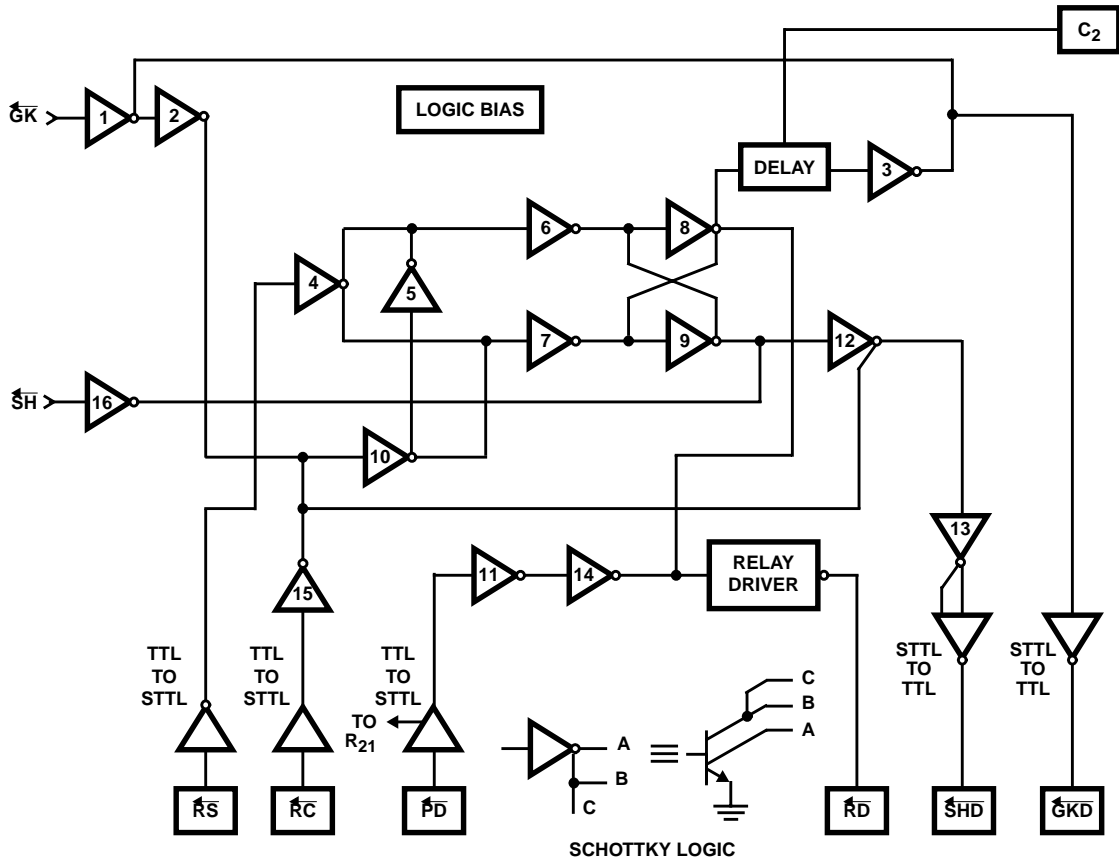 C2
GK
1
2
LOGIC BIAS
DELAY
3
6
8
4
5
7
9
12
SH
16
10
13
11
14
RELAY
DRIVER
15
TTL
TO
STTL
TTL
TO
STTL
TTL
TO
STTL
TO
R21
STTL
TO
TTL
STTL
TO
TTL
C
B
A
A
B
C
RS
RC
PD
RD
SHD
GKD
SCHOTTKY LOGIC